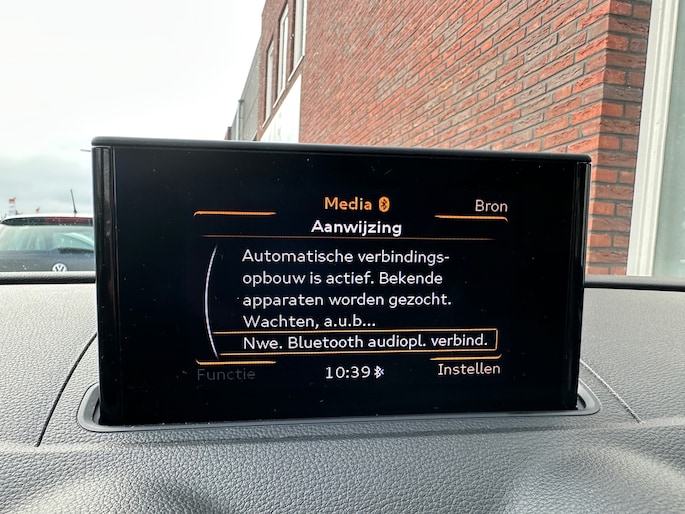 Media
Bron
Aanwijzing
Automatische verbindings-
opbouw is actief. Bekende
apparaten worden gezocht.
Wachten, a.u.b...
Nwe. Bluetooth audiopl. verbind.
Functie
10:39
Instellen